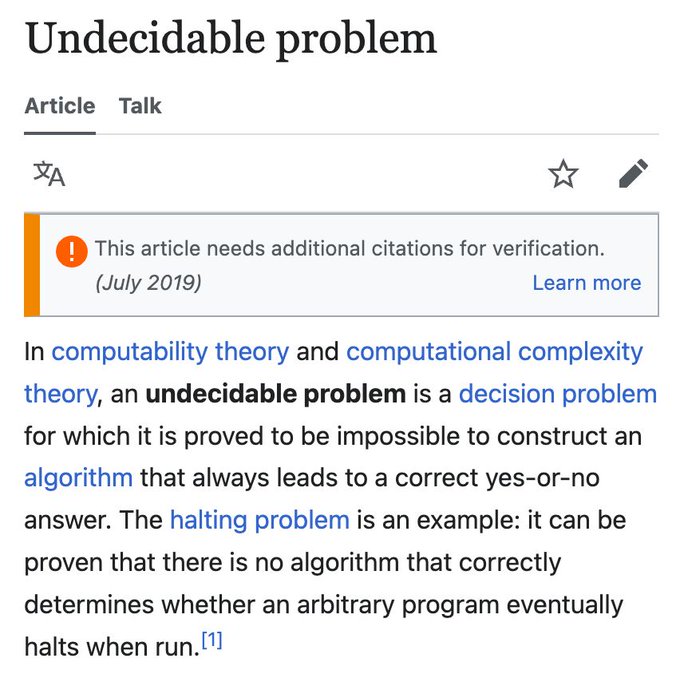 Undecidable problem
Article Talk
文A
This article needs additional citations for verification.
(July 2019) Learn more
In computability theory and computational complexity
theory, an undecidable problem is a decision problem
for which it is proved to be impossible to construct an
algorithm that always leads to a correct yes-or-no
answer. The halting problem is an example: it can be
proven that there is no algorithm that correctly
determines whether an arbitrary program eventually
halts when run.[1]